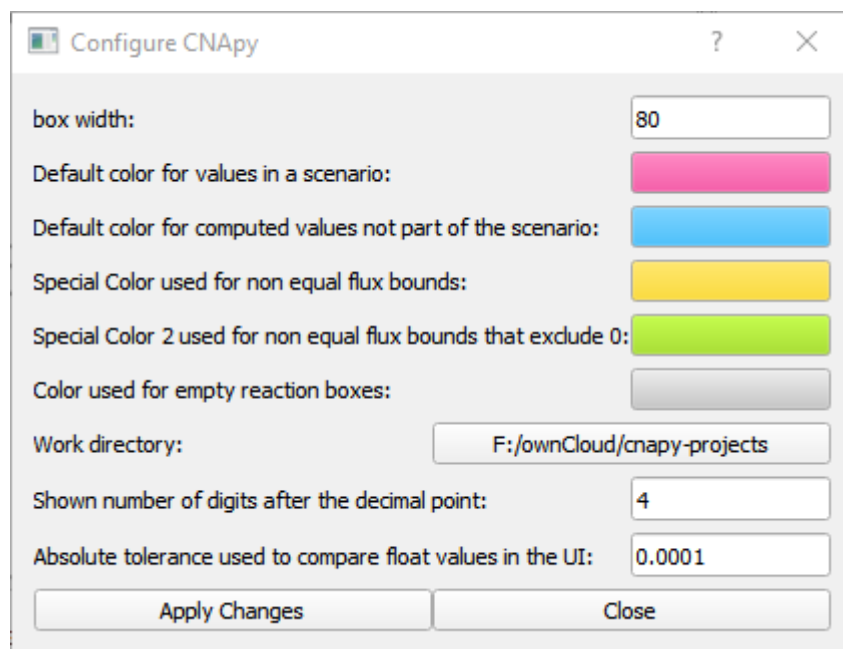 Configure CNApy
box width:
80
Default color for values in a scenario:
Default color for computed values not part of the scenario:
Special Color used for non equal flux bounds:
Special Color 2 used for non equal flux bounds that exclude 0:
Color used for empty reaction boxes:
Work directory:
F:/ownCloud/cnapy-projects
Shown number of digits after the decimal point:
4
Absolute tolerance used to compare float values in the UI:
0.0001
Apply Changes
Close